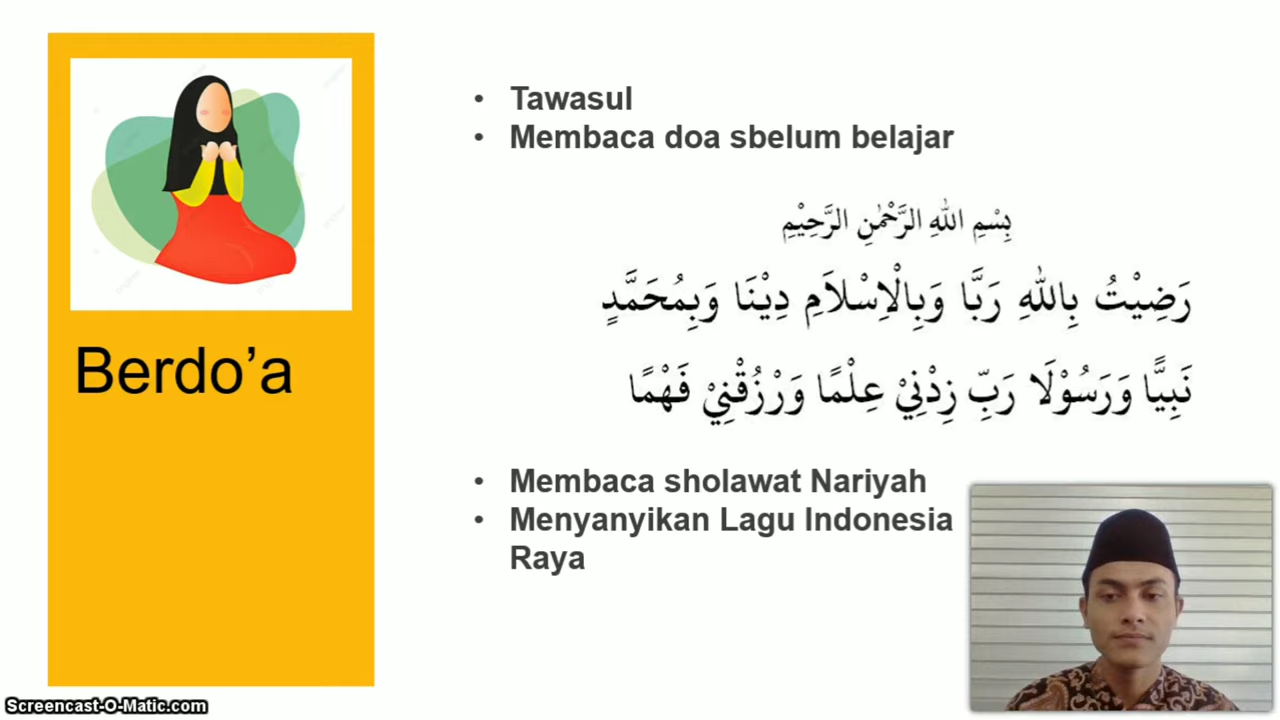 Berdo’a
• Tawasul
• Membaca doa sbelum belajar
بِسْمِ اللهِ الرَّحْمٰنِ الرَّحِيْمِ
رَضِيْتُ بِاللهِ رَبَّا وَبِالْاِسْلَامِ دِيْنَا وَبِمُحَمَّدٍ
نَبِيًّا وَرَسُوْلَا رَبِّ زِدْنِيْ عِلْمًا وَرْزُقْنِيْ فَهْمًا
• Membaca sholawat Nariyah
• Menyanyikan Lagu Indonesia
Raya
Screencast-O-Matic.com